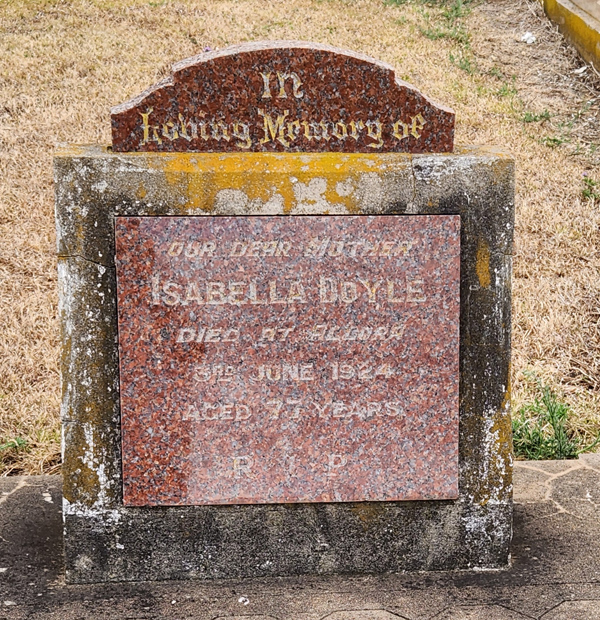 In
Loving Memory of
OUR DEAR MOTHER
ISABELLA DOYLE
DIED AT ALLORA
3RD JUNE 1924
AGED 77 YEARS
R I P